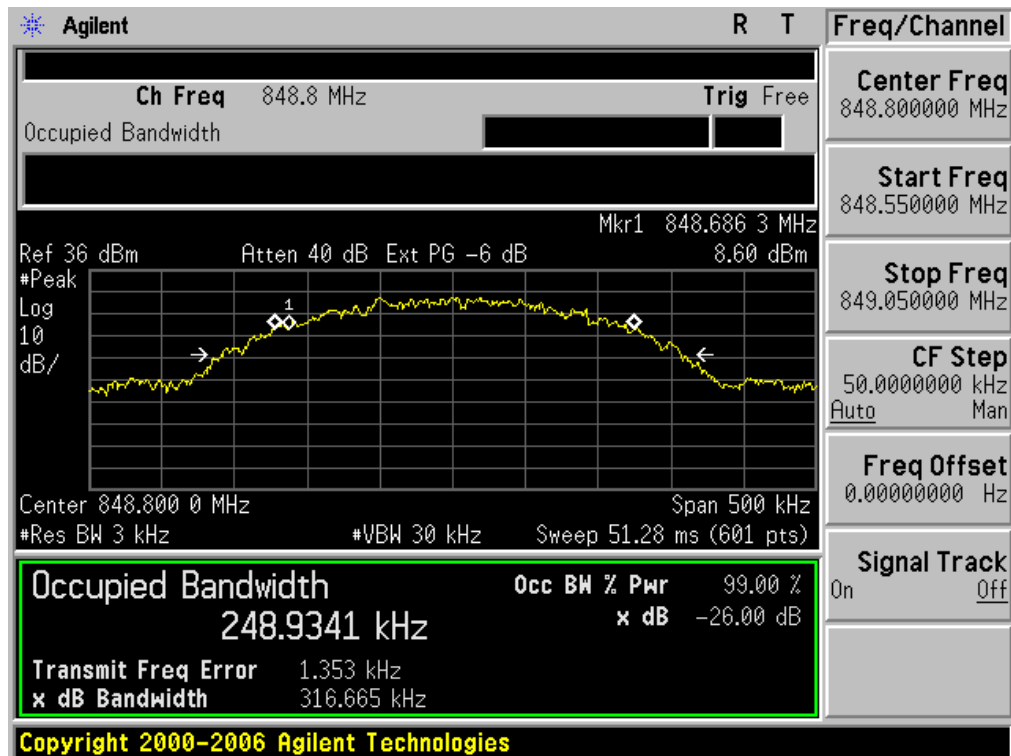 Agilent R T
Ch Freq 848.8 MHz Trig Free
Occupied Bandwidth
Mkr1 848.686 3 MHz
Ref 36 dBm Atten 40 dB Ext PG -6 dB 8.60 dBm
#Peak
Log
10
dB/
1
Center 848.800 0 MHz Span 500 kHz
#Res BW 3 kHz #VBW 30 kHz Sweep 51.28 ms (601 pts)
Occupied Bandwidth Occ BW % Pwr 99.00 %
248.9341 kHz x dB -26.00 dB
Transmit Freq Error 1.353 kHz
x dB Bandwidth 316.665 kHz
Copyright 2000-2006 Agilent Technologies
Freq/Channel
Center Freq
848.800000 MHz
Start Freq
848.550000 MHz
Stop Freq
849.050000 MHz
CF Step
50.0000000 kHz
Auto Man
Freq Offset
0.00000000 Hz
Signal Track
On Off